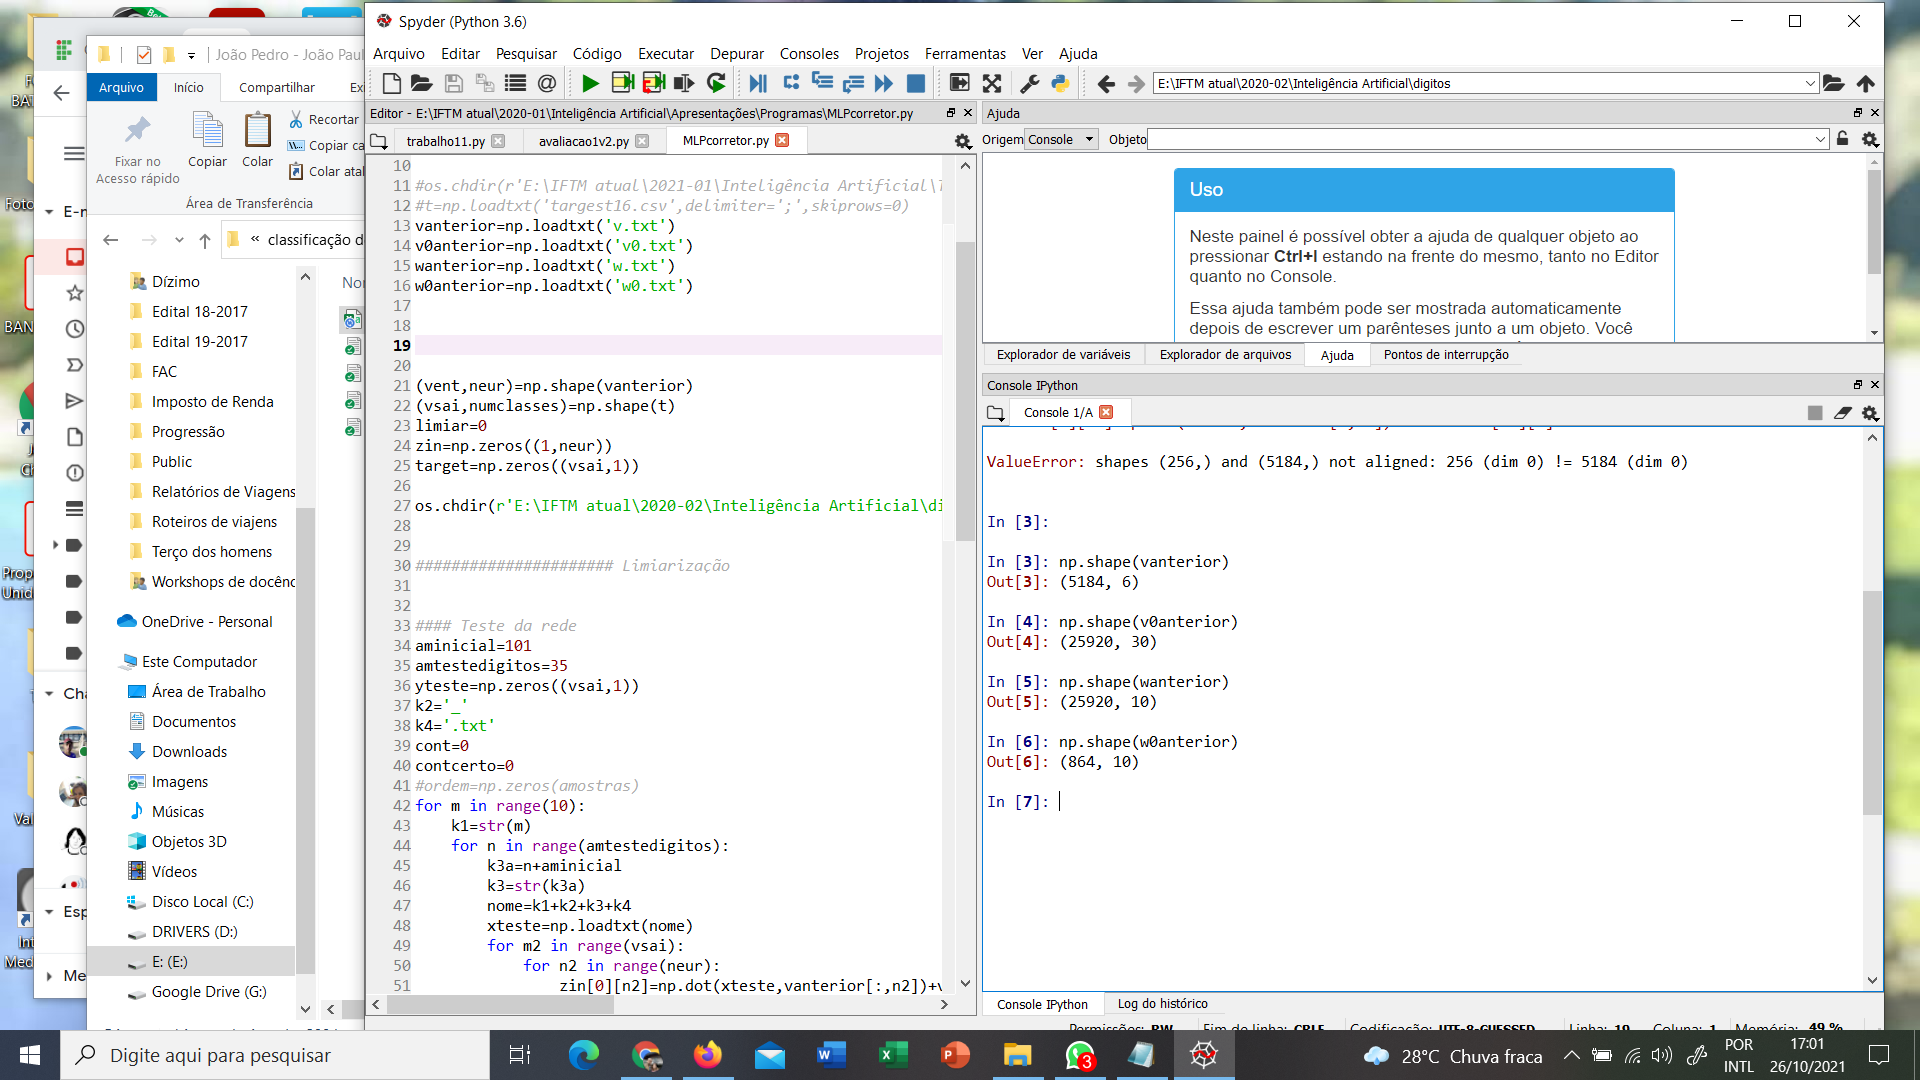 Spyder (Python 3.6)
Arquivo Editar Pesquisar Código Executar Depurar Consoles Projetos Ferramentas Ver Ajuda
E:\IFTM atual\2020-02\Inteligência Artificial\digitos
João Pedro - João Paul
Arquivo Início Compartilhar
Recortar
Copiar ca
Colar atal
Fixar no
Acesso rápido
Copiar
Colar
Área de Transferência
« classificação d
Dízimo
Edital 18-2017
Edital 19-2017
FAC
Imposto de Renda
Progressão
Public
Relatórios de Viagens
Roteiros de viajens
Terço dos homens
Workshops de docênc
OneDrive - Personal
Este Computador
Área de Trabalho
Documentos
Downloads
Imagens
Músicas
Objetos 3D
Vídeos
Disco Local (C:)
DRIVERS (D:)
E: (E:)
Google Drive (G:)
Editor - E:\IFTM atual\2020-01\Inteligência Artificial\Apresentações\Programas\MLPcorretor.py
trabalho11.py avaliacao1v2.py MLPcorretor.py
10
11 #os.chdir(r'E:\IFTM atual\2021-01\Inteligência Artificial\T
12 #t=np.loadtxt('targest16.csv',delimiter=';',skiprows=0)
13 vanterior=np.loadtxt('v.txt')
14 v0anterior=np.loadtxt('v0.txt')
15 wanterior=np.loadtxt('w.txt')
16 w0anterior=np.loadtxt('w0.txt')
17
18
19
20
21 (vent,neur)=np.shape(vanterior)
22 (vsai,numclasses)=np.shape(t)
23 limiar=0
24 zin=np.zeros((1,neur))
25 target=np.zeros((vsai,1))
26
27 os.chdir(r'E:\IFTM atual\2020-02\Inteligência Artificial\di
28
29
30 ###################### Limiarização
31
32
33 #### Teste da rede
34 aminicial=101
35 amtestedigitos=35
36 yteste=np.zeros((vsai,1))
37 k2='_'
38 k4='.txt'
39 cont=0
40 contcerto=0
41 #ordem=np.zeros(amostras)
42 for m in range(10):
43 k1=str(m)
44 for n in range(amtestedigitos):
45 k3a=n+aminicial
46 k3=str(k3a)
47 nome=k1+k2+k3+k4
48 xteste=np.loadtxt(nome)
49 for m2 in range(vsai):
50 for n2 in range(neur):
51 zin[0][n2]=np.dot(xteste,vanterior[:,n2])+v
Ajuda
Origem Console Objeto
Uso
Neste painel é possível obter a ajuda de qualquer objeto ao
pressionar Ctrl+I estando na frente do mesmo, tanto no Editor
quanto no Console.
Essa ajuda também pode ser mostrada automaticamente
depois de escrever um parênteses junto a um objeto. Você
Explorador de variáveis Explorador de arquivos Ajuda Pontos de interrupção
Console IPython
Console 1/A
ValueError: shapes (256,) and (5184,) not aligned: 256 (dim 0) != 5184 (dim 0)
In [3]:
In [3]: np.shape(vanterior)
Out[3]: (5184, 6)
In [4]: np.shape(v0anterior)
Out[4]: (25920, 30)
In [5]: np.shape(wanterior)
Out[5]: (25920, 10)
In [6]: np.shape(w0anterior)
Out[6]: (864, 10)
In [7]:
Console IPython Log do histórico
Permissões: RW Fim de linha: CRLF Codificação: UTF-8-GUESSED Linha: 19 Coluna: 1 Memória: 49 %
Digite aqui para pesquisar
3
28°C Chuva fraca
POR
INTL
17:01
26/10/2021